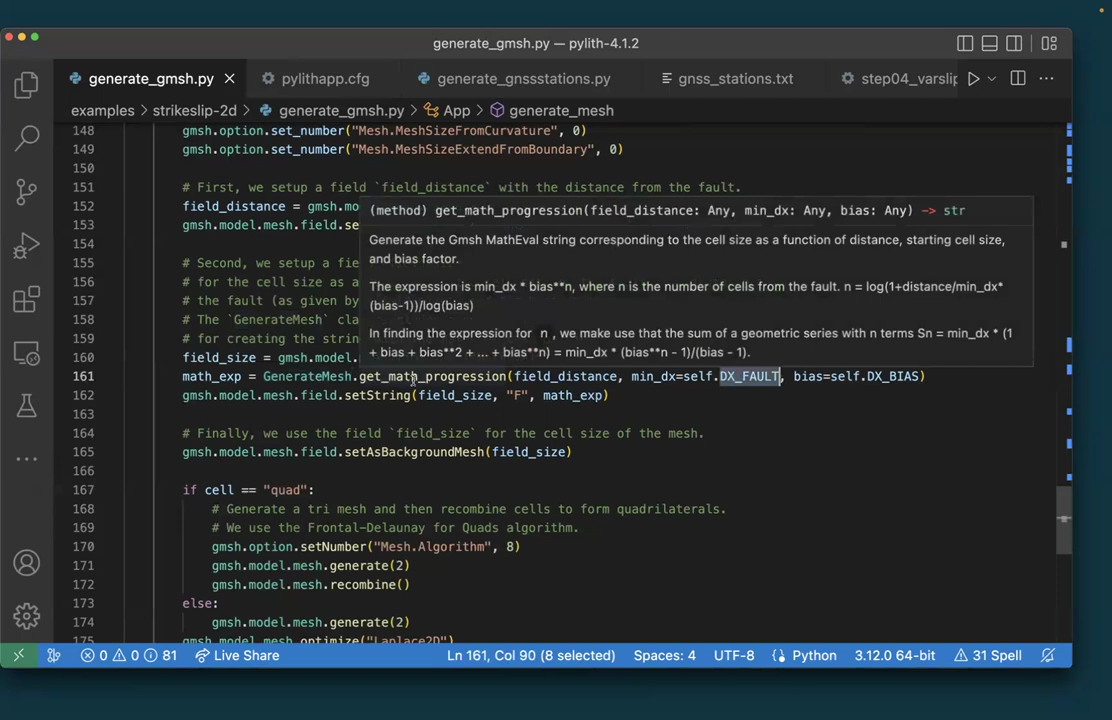 generate_gmsh.py — pylith-4.1.2
generate_gmsh.py
pylithapp.cfg
generate_gnssstations.py
gnss_stations.txt
step04_varslip
examples > strikeslip-2d > generate_gmsh.py > App > generate_mesh
148 gmsh.option.set_number("Mesh.MeshSizeFromCurvature", 0)
149 gmsh.option.set_number("Mesh.MeshSizeExtendFromBoundary", 0)
150
151 # First, we setup a field `field_distance` with the distance from the fault.
152 field_distance = gmsh.mo
153 gmsh.model.mesh.field.se
154
155 # Second, we setup a fie
156 # for the cell size as a
157 # the fault (as given by
158 # The `GenerateMesh` cla
159 # for creating the strin
160 field_size = gmsh.model.
(method) get_math_progression(field_distance: Any, min_dx: Any, bias: Any) -> str
Generate the Gmsh MathEval string corresponding to the cell size as a function of distance, starting cell size,
and bias factor.
The expression is min_dx * bias**n, where n is the number of cells from the fault. n = log(1+distance/min_dx*
(bias-1))/log(bias)
In finding the expression for n , we make use that the sum of a geometric series with n terms Sn = min_dx * (1
+ bias + bias**2 + ... + bias**n) = min_dx * (bias**n - 1)/(bias - 1).
161 math_exp = GenerateMesh.get_math_progression(field_distance, min_dx=self.DX_FAULT, bias=self.DX_BIAS)
162 gmsh.model.mesh.field.setString(field_size, "F", math_exp)
163
164 # Finally, we use the field `field_size` for the cell size of the mesh.
165 gmsh.model.mesh.field.setAsBackgroundMesh(field_size)
166
167 if cell == "quad":
168 # Generate a tri mesh and then recombine cells to form quadrilaterals.
169 # We use the Frontal-Delaunay for Quads algorithm.
170 gmsh.option.setNumber("Mesh.Algorithm", 8)
171 gmsh.model.mesh.generate(2)
172 gmsh.model.mesh.recombine()
173 else:
174 gmsh.model.mesh.generate(2)
175 gmsh.model.mesh.optimize("Laplace2D")
0 0 81 Live Share Ln 161, Col 90 (8 selected) Spaces: 4 UTF-8 Python 3.12.0 64-bit 31 Spell